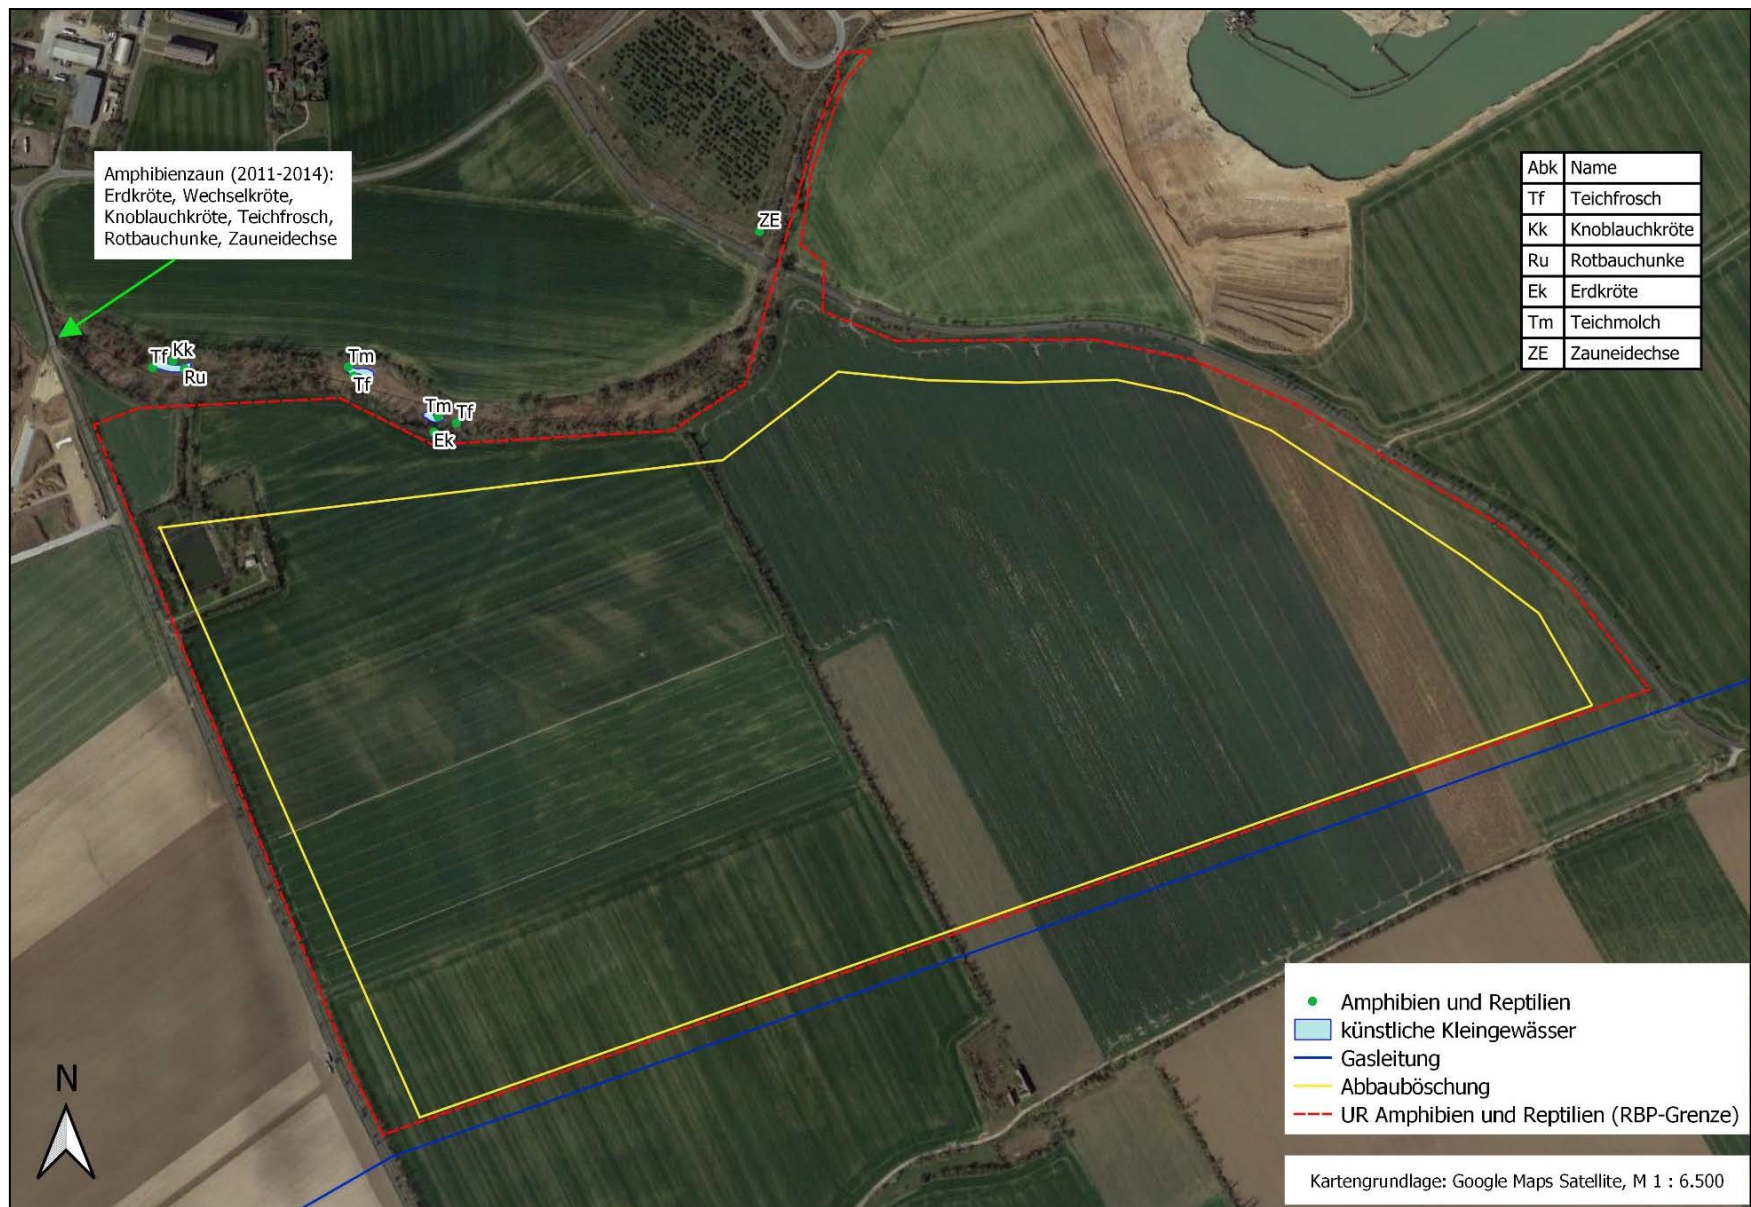 Amphibienzaun (2011-2014):
Erdkröte, Wechselkröte,
Knoblauchkröte, Teichfrosch,
Rotbauchunke, Zauneidechse
ZE
Abk Name
Tf Teichfrosch
Kk Knoblauchkröte
Ru Rotbauchunke
Ek Erdkröte
Tm Teichmolch
ZE Zauneidechse
Tf Kk
Ru
Tm
Tf
Tm Tf
Ek
N
Amphibien und Reptilien
künstliche Kleingewässer
Gasleitung
Abbauböschung
UR Amphibien und Reptilien (RBP-Grenze)
Kartengrundlage: Google Maps Satellite, M 1 : 6.500